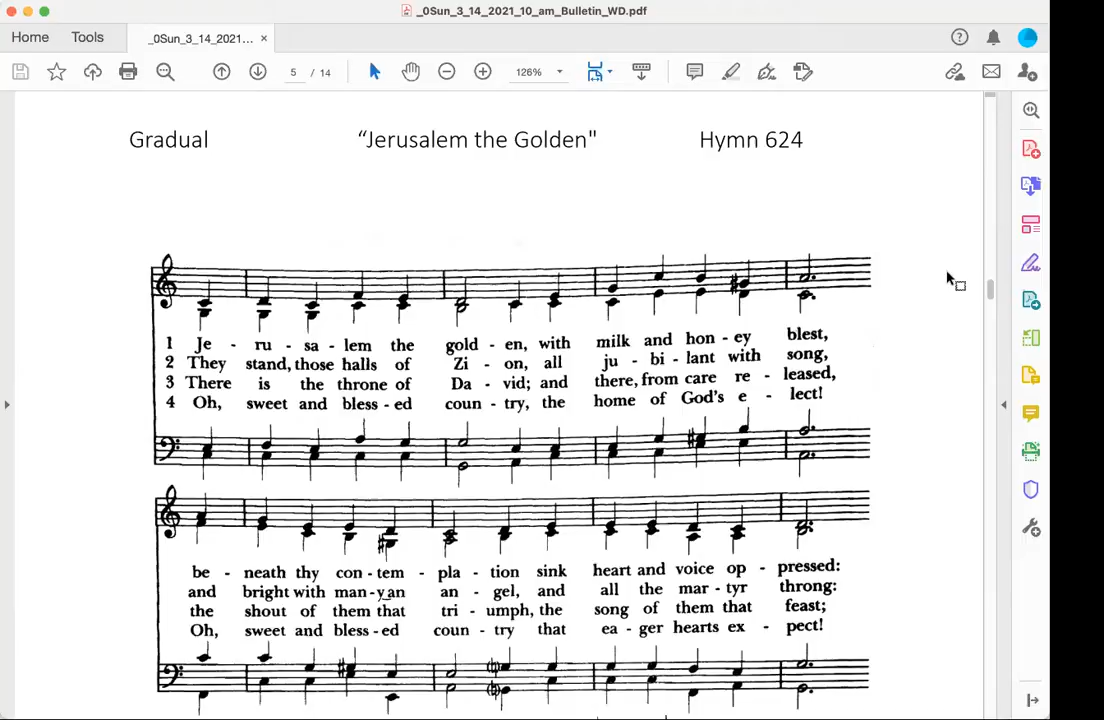 _0Sun_3_14_2021_10_am_Bulletin_WD.pdf
Home Tools _0Sun_3_14_2021... ×
5 / 14 126%
Gradual “Jerusalem the Golden" Hymn 624
1 Je - ru - sa - lem the gold - en, with milk and hon - ey blest,
2 They stand, those halls of Zi - on, all ju - bi - lant with song,
3 There is the throne of Da - vid; and there, from care re - leased,
4 Oh, sweet and bless - ed coun - try, the home of God's e - lect!
be - neath thy con - tem - pla - tion sink heart and voice op - pressed:
and bright with man - y an an - gel, and all the mar - tyr throng:
the shout of them that tri - umph, the song of them that feast;
Oh, sweet and bless - ed coun - try that ea - ger hearts ex - pect!